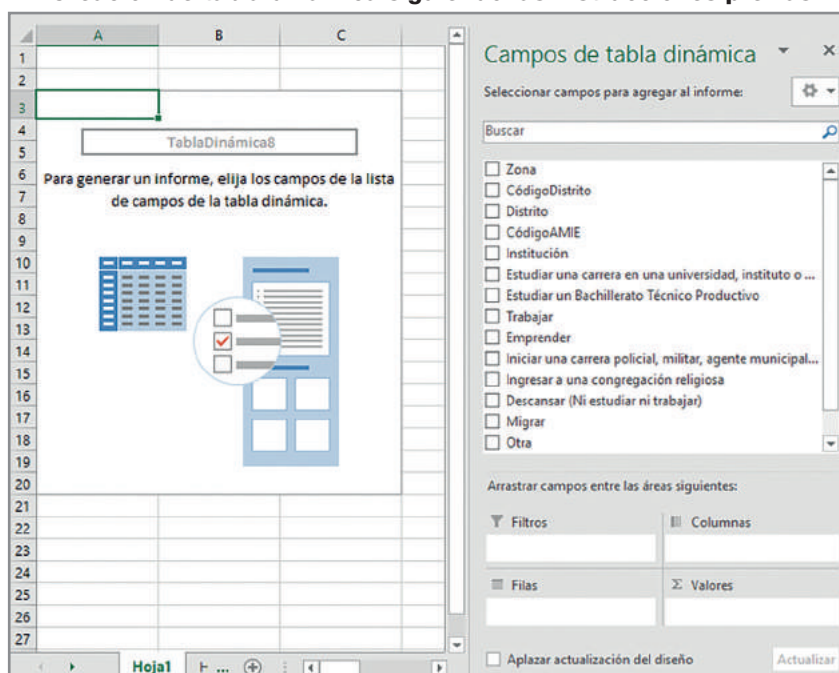 A B C
1
2
3
4
5
6
7
8
9
10
11
12
13
14
15
16
17
18
19
20
21
22
23
24
25
26
27
TablaDinámica8
Para generar un informe, elija los campos de la lista
de campos de la tabla dinámica.
Hoja1 ...
Campos de tabla dinámica
Seleccionar campos para agregar al informe:
Buscar
Zona
CódigoDistrito
Distrito
CódigoAMIE
Institución
Estudiar una carrera en una universidad, instituto o ...
Estudiar un Bachillerato Técnico Productivo
Trabajar
Emprender
Iniciar una carrera policial, militar, agente municipal...
Ingresar a una congregación religiosa
Descansar (Ni estudiar ni trabajar)
Migrar
Otra
Arrastrar campos entre las áreas siguientes:
Filtros
Columnas
Filas
Σ Valores
Aplazar actualización del diseño
Actualizar